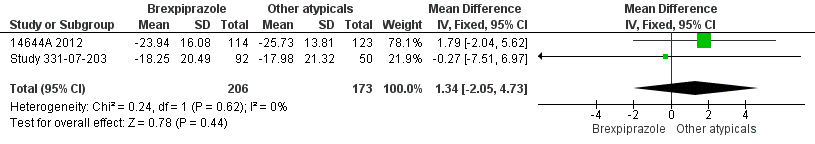 Brexpiprazole Other atypicals Mean Difference Mean Difference
Study or Subgroup Mean SD Total Mean SD Total Weight IV, Fixed, 95% CI IV, Fixed, 95% CI
14644A 2012 -23.94 16.08 114 -25.73 13.81 123 78.1% 1.79 [-2.04, 5.62]
Study 331-07-203 -18.25 20.49 92 -17.98 21.32 50 21.9% -0.27 [-7.51, 6.97]
Total (95% CI) 206 173 100.0% 1.34 [-2.05, 4.73]
Heterogeneity: Chi² = 0.24, df = 1 (P = 0.62); I² = 0%
Test for overall effect: Z = 0.78 (P = 0.44)
-4 -2 0 2 4
Brexpiprazole Other atypicals